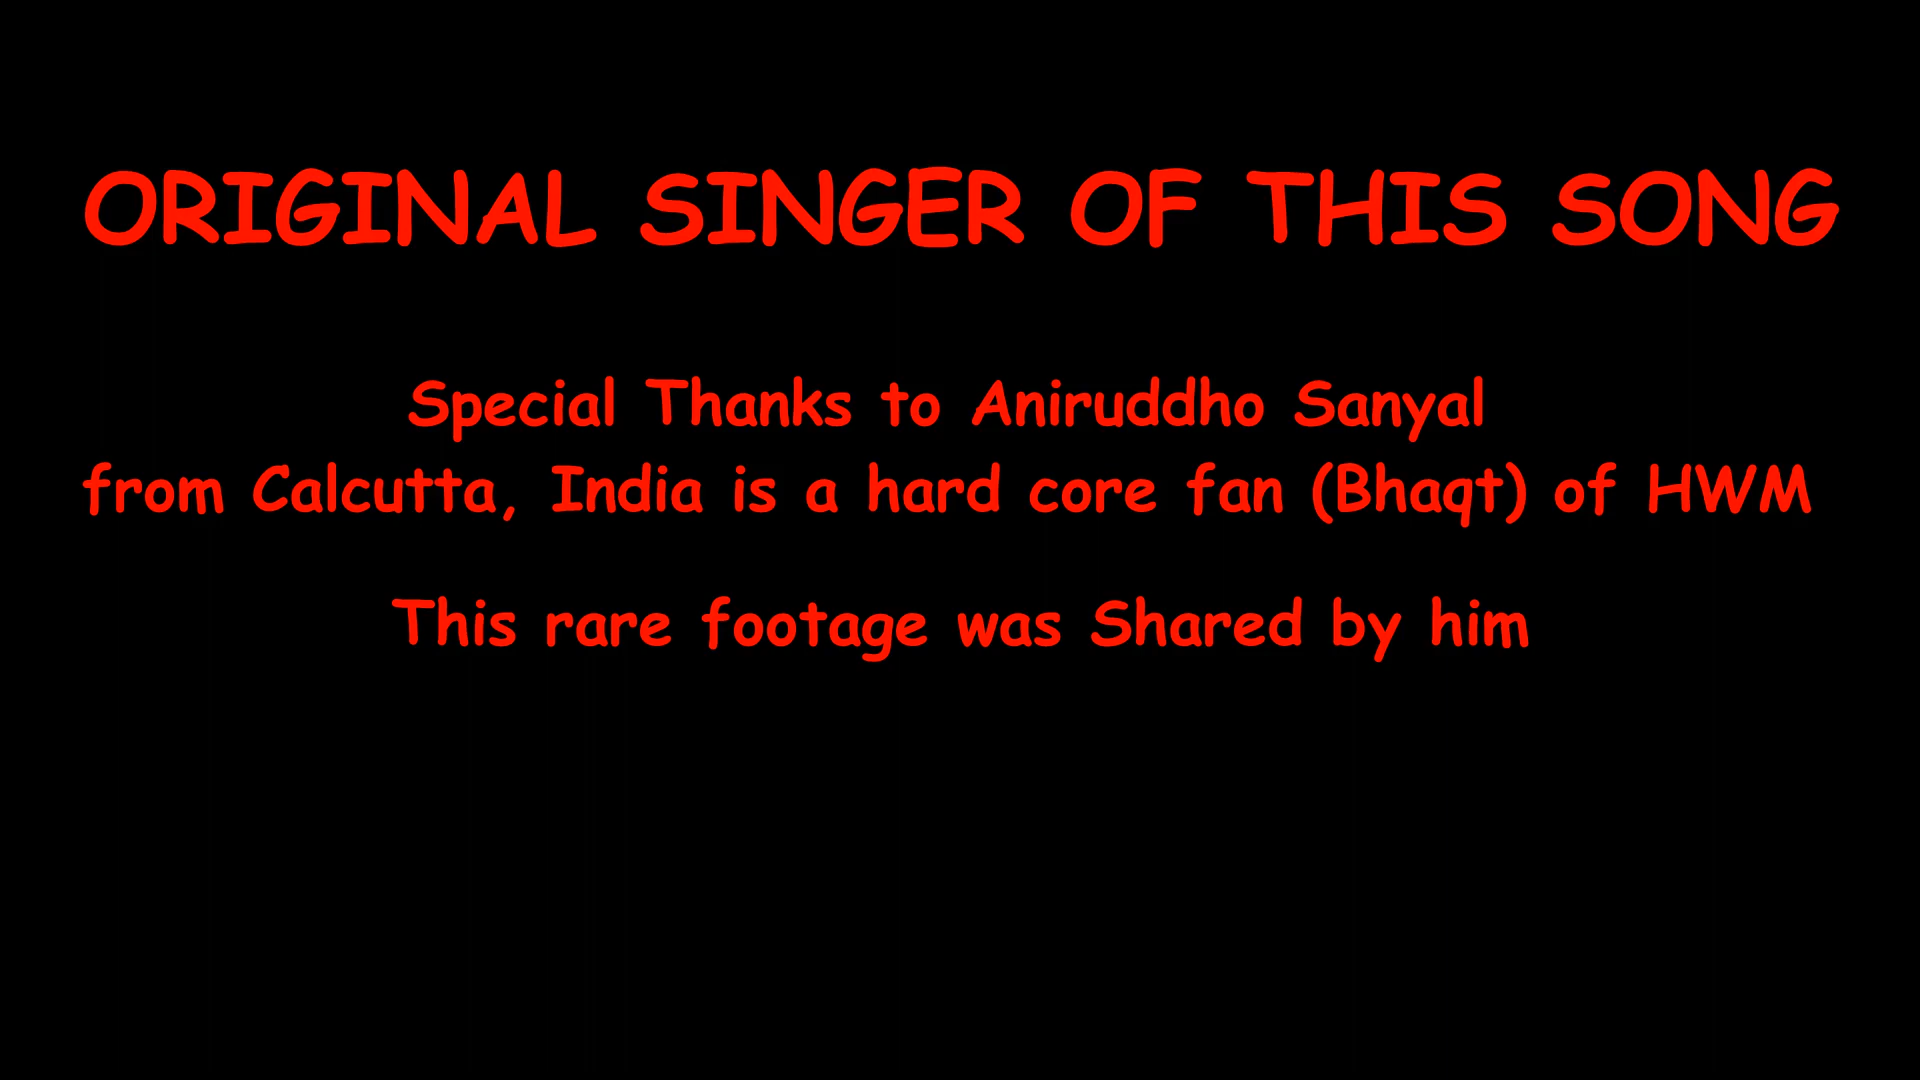 ORIGINAL SINGER OF THIS SONG
Special Thanks to Aniruddho Sanyal
from Calcutta, India is a hard core fan (Bhaqt) of HWM
This rare footage was Shared by him